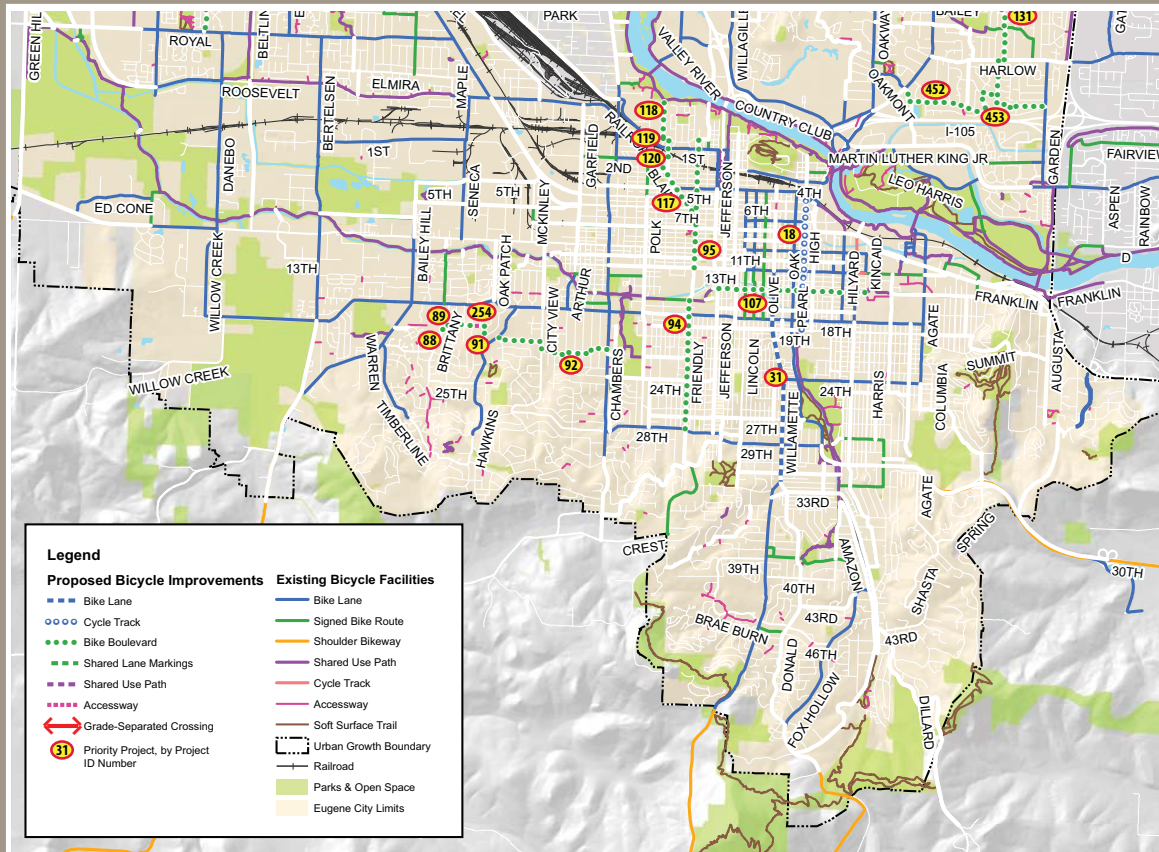 GREEN HIL
ROYAL
BELTLIN
PARK
VALLEY RIVER
WILLAGILL
OAKWAY
BAILEY
131
GAT
HARLOW
ELMIRA
ROOSEVELT
MAPLE
BERTELSEN
DANEBO
118
452
453
OAKMONT
COUNTRY CLUB
I-105
119
120
1ST
1ST
2ND
GARFIELD
MARTIN LUTHER KING JR
GARDEN
FAIRVIEW
LEO HARRIS
ED CONE
5TH
SENECA
5TH
MCKINLEY
BLAI
117
5TH
7TH
JEFFERSON
6TH
4TH
ASPEN
RAINBOW
BAILEY HILL
POLK
95
18
11TH
OAK
HIGH
HILYARD
KINCAID
D
WILLOW CREEK
13TH
OAK PATCH
ARTHUR
13TH
107
OLIVE
PEARL
FRANKLIN
FRANKLIN
89
254
88
BRITTANY
91
CITY VIEW
92
94
18TH
19TH
AGATE
WARREN
WILLOW CREEK
25TH
TIMBERLINE
HAWKINS
CHAMBERS
24TH
FRIENDLY
JEFFERSON
LINCOLN
31
24TH
HARRIS
COLUMBIA
SUMMIT
AUGUSTA
28TH
27TH
29TH
WILLAMETTE
33RD
AGATE
CREST
SPRING
39TH
40TH
AMAZON
SHASTA
30TH
BRAE BURN
43RD
43RD
DONALD
46TH
FOX HOLLOW
DILLARD
Legend
Proposed Bicycle Improvements
Bike Lane
Cycle Track
Bike Boulevard
Shared Lane Markings
Shared Use Path
Accessway
Grade-Separated Crossing
31 Priority Project, by Project
ID Number
Existing Bicycle Facilities
Bike Lane
Signed Bike Route
Shoulder Bikeway
Shared Use Path
Cycle Track
Accessway
Soft Surface Trail
Urban Growth Boundary
Railroad
Parks & Open Space
Eugene City Limits